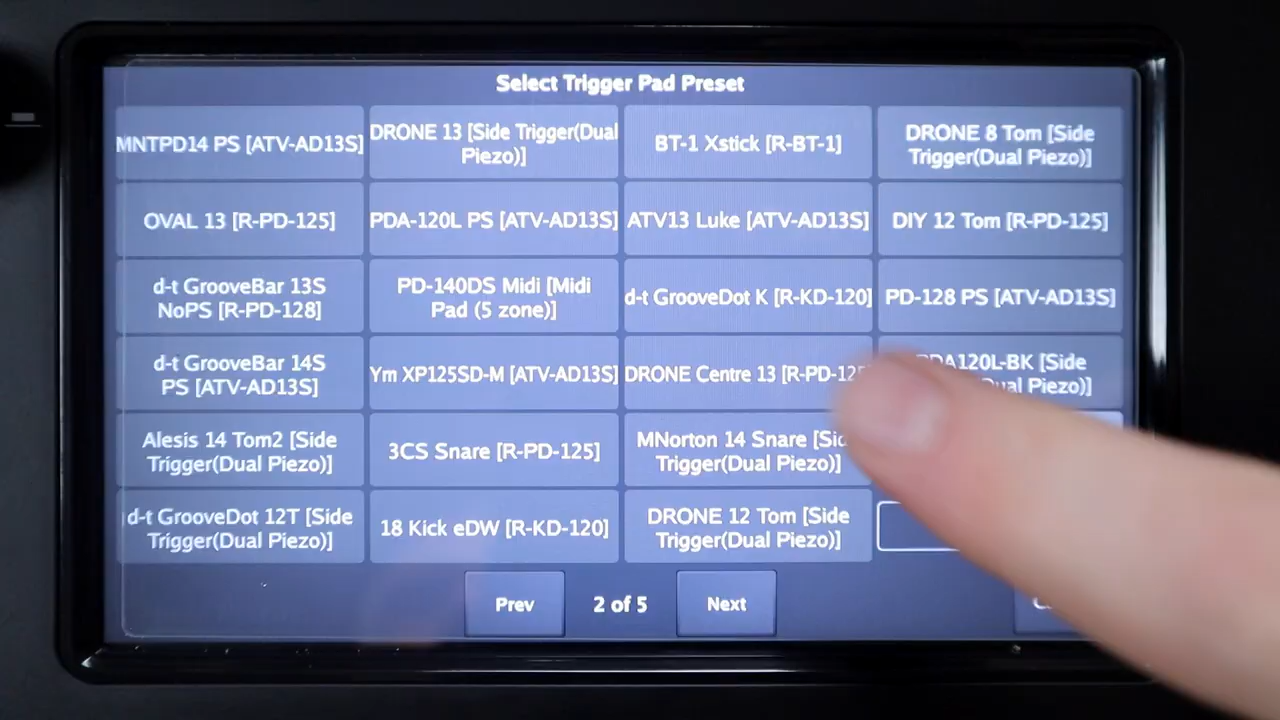 Select Trigger Pad Preset
MNTPD14 PS [ATV-AD13S]
DRONE 13 [Side Trigger(Dual
Piezo)]
BT-1 Xstick [R-BT-1]
DRONE 8 Tom [Side
Trigger(Dual Piezo)]
OVAL 13 [R-PD-125]
PDA-120L PS [ATV-AD13S]
ATV13 Luke [ATV-AD13S]
DIY 12 Tom [R-PD-125]
d-t GrooveBar 13S
NoPS [R-PD-128]
PD-140DS Midi [Midi
Pad (5 zone)]
d-t GrooveDot K [R-KD-120]
PD-128 PS [ATV-AD13S]
d-t GrooveBar 14S
PS [ATV-AD13S]
Ym XP125SD-M [ATV-AD13S]
DRONE Centre 13 [R-PD-125
PDA120L-BK [Side
Piezo)]
Alesis 14 Tom2 [Side
Trigger(Dual Piezo)]
3CS Snare [R-PD-125]
MNorton 14 Snare [Side
Trigger(Dual Piezo)]
d-t GrooveDot 12T [Side
Trigger(Dual Piezo)]
18 Kick eDW [R-KD-120]
DRONE 12 Tom [Side
Trigger(Dual Piezo)]
Prev
2 of 5
Next